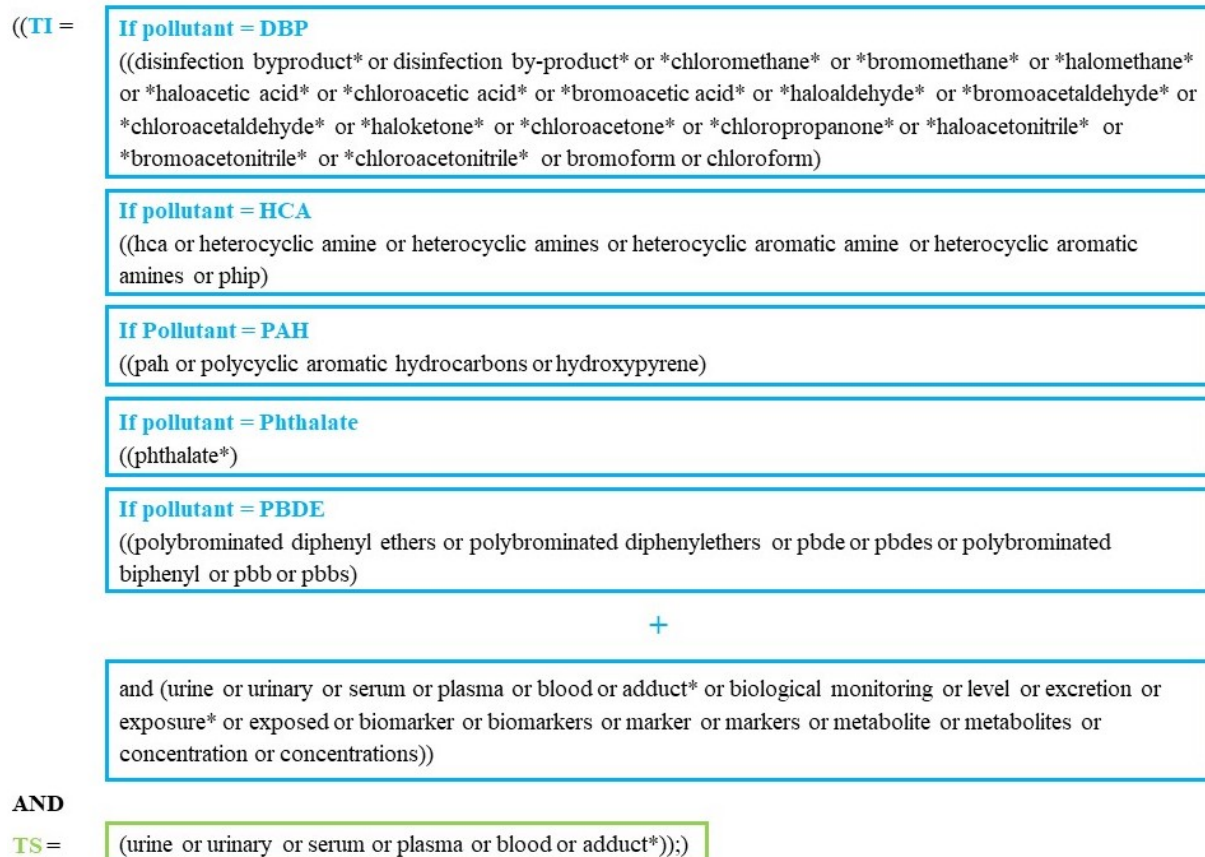 ((TI =
If pollutant = DBP
((disinfection byproduct* or disinfection by-product* or *chloromethane* or *bromomethane* or *halomethane*
or *haloacetic acid* or *chloroacetic acid* or *bromoacetic acid* or *haloaldehyde* or *bromoacetaldehyde* or
*chloroacetaldehyde* or *haloketone* or *chloroacetone* or *chloropropanone* or *haloacetonitrile* or
*bromoacetonitrile* or *chloroacetonitrile* or bromoform or chloroform)
If pollutant = HCA
((hca or heterocyclic amine or heterocyclic amines or heterocyclic aromatic amine or heterocyclic aromatic
amines or phip)
If Pollutant = PAH
((pah or polycyclic aromatic hydrocarbons or hydroxypyrene)
If pollutant = Phthalate
((phthalate*)
If pollutant = PBDE
((polybrominated diphenyl ethers or polybrominated diphenylethers or pbde or pbdes or polybrominated
biphenyl or pbb or pbbs)
+
and (urine or urinary or serum or plasma or blood or adduct* or biological monitoring or level or excretion or
exposure* or exposed or biomarker or biomarkers or marker or markers or metabolite or metabolites or
concentration or concentrations))
AND
TS = (urine or urinary or serum or plasma or blood or adduct*));)